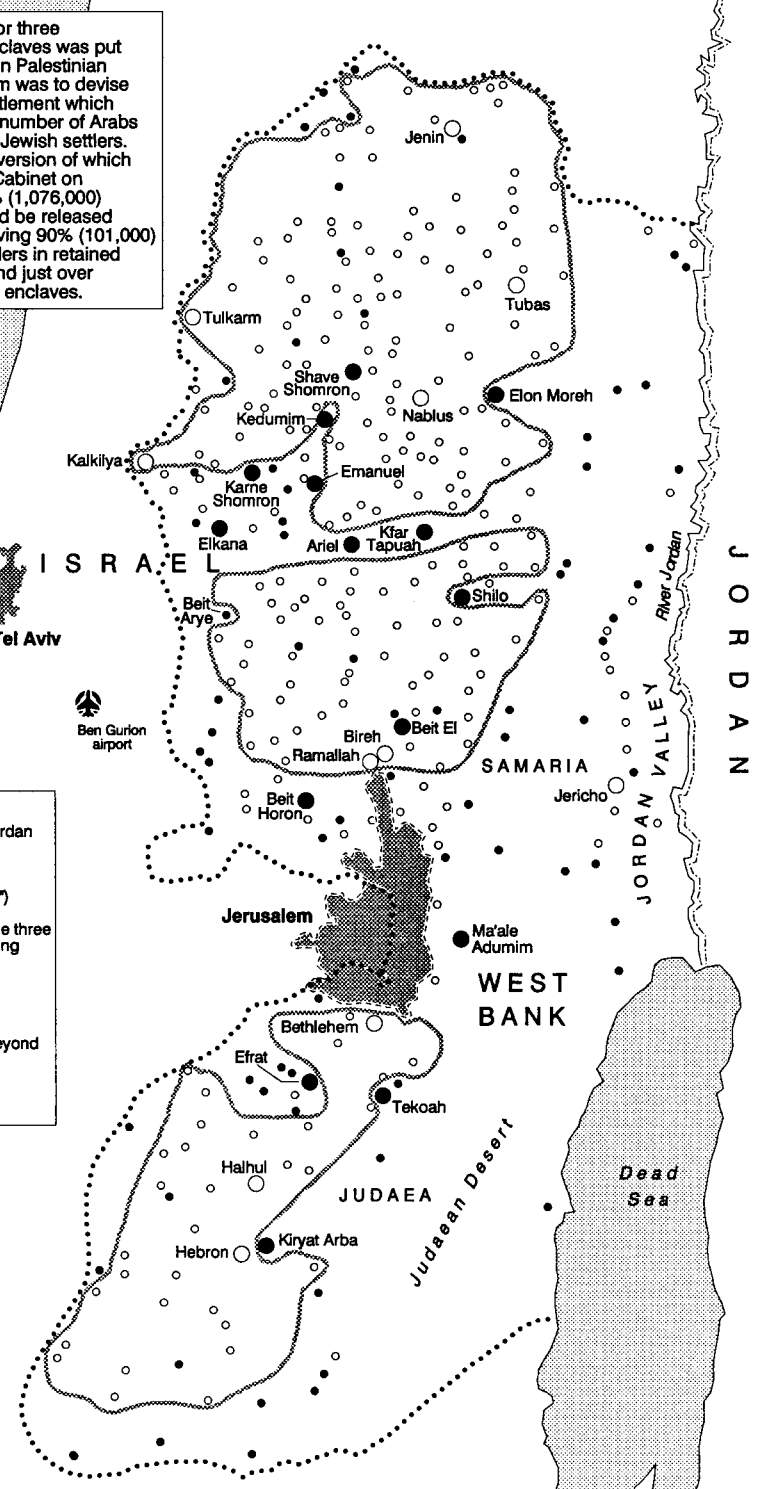 or three
claves was put
n Palestinian
m was to devise
tlement which
number of Arabs
Jewish settlers.
version of which
Cabinet on
% (1,076,000)
d be released
ving 90% (101,000)
lers in retained
nd just over
enclaves.
Jenin
Tubas
Tulkarm
Shave
Shomron
Elon Moreh
Nablus
Kedumim
Kalkilya
Emanuel
Karne
Shomron
Elkana
Ariel
Kfar
Tapuah
ISRAEL
River Jordan
JORDAN
Shilo
Beit
Arye
Tel Aviv
Ben Gurion
airport
Beit El
Bireh
Ramallah
SAMARIA
JORDAN VALLEY
Jericho
Beit
Horon
rdan
")
e three
ng
eyond
Jerusalem
Ma'ale
Adumim
WEST
BANK
Bethlehem
Efrat
Tekoah
Halhul
JUDAEA
Judaean Desert
Dead
Sea
Hebron
Kiryat Arba